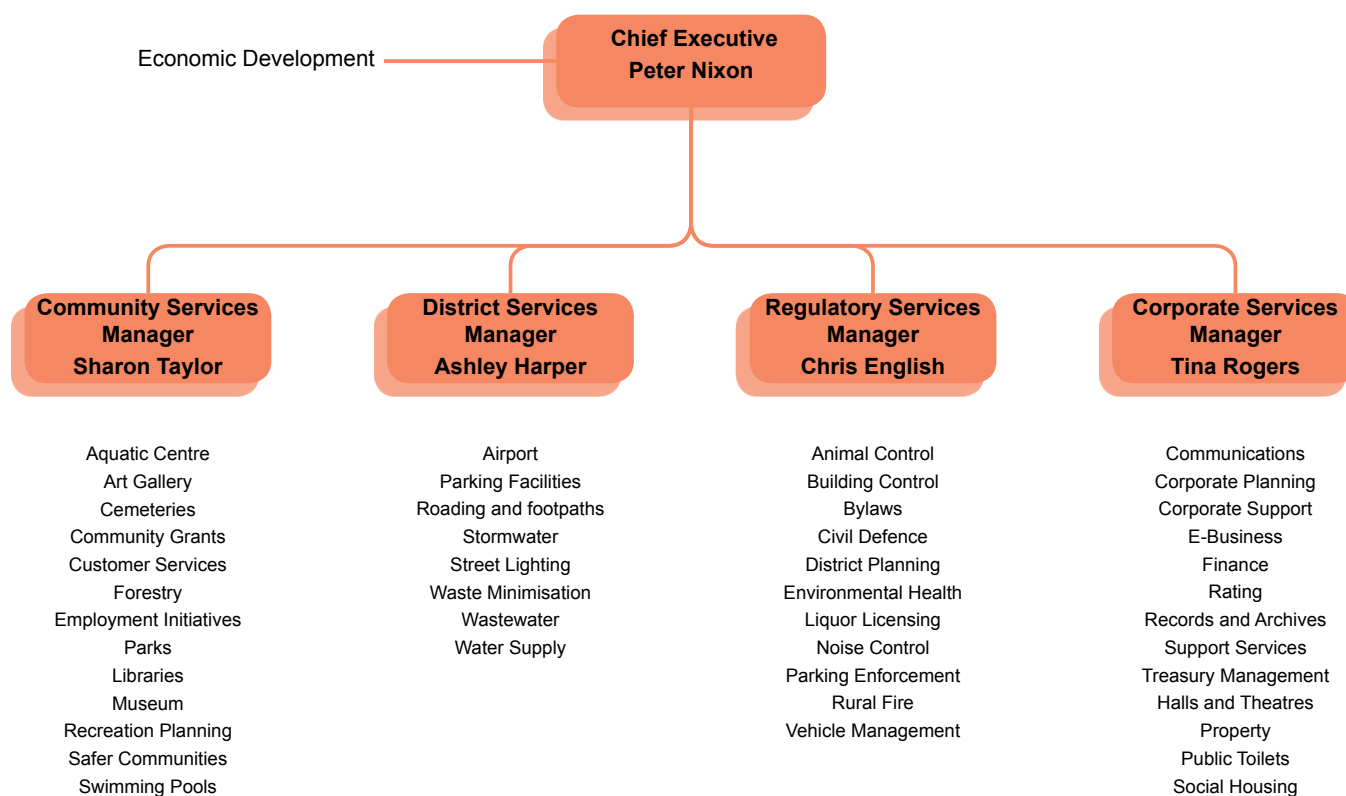 Economic Development
Chief Executive
Peter Nixon
Community Services
Manager
Sharon Taylor
District Services
Manager
Ashley Harper
Regulatory Services
Manager
Chris English
Corporate Services
Manager
Tina Rogers
Aquatic Centre
Art Gallery
Cemeteries
Community Grants
Customer Services
Forestry
Employment Initiatives
Parks
Libraries
Museum
Recreation Planning
Safer Communities
Swimming Pools
Airport
Parking Facilities
Roading and footpaths
Stormwater
Street Lighting
Waste Minimisation
Wastewater
Water Supply
Animal Control
Building Control
Bylaws
Civil Defence
District Planning
Environmental Health
Liquor Licensing
Noise Control
Parking Enforcement
Rural Fire
Vehicle Management
Communications
Corporate Planning
Corporate Support
E-Business
Finance
Rating
Records and Archives
Support Services
Treasury Management
Halls and Theatres
Property
Public Toilets
Social Housing